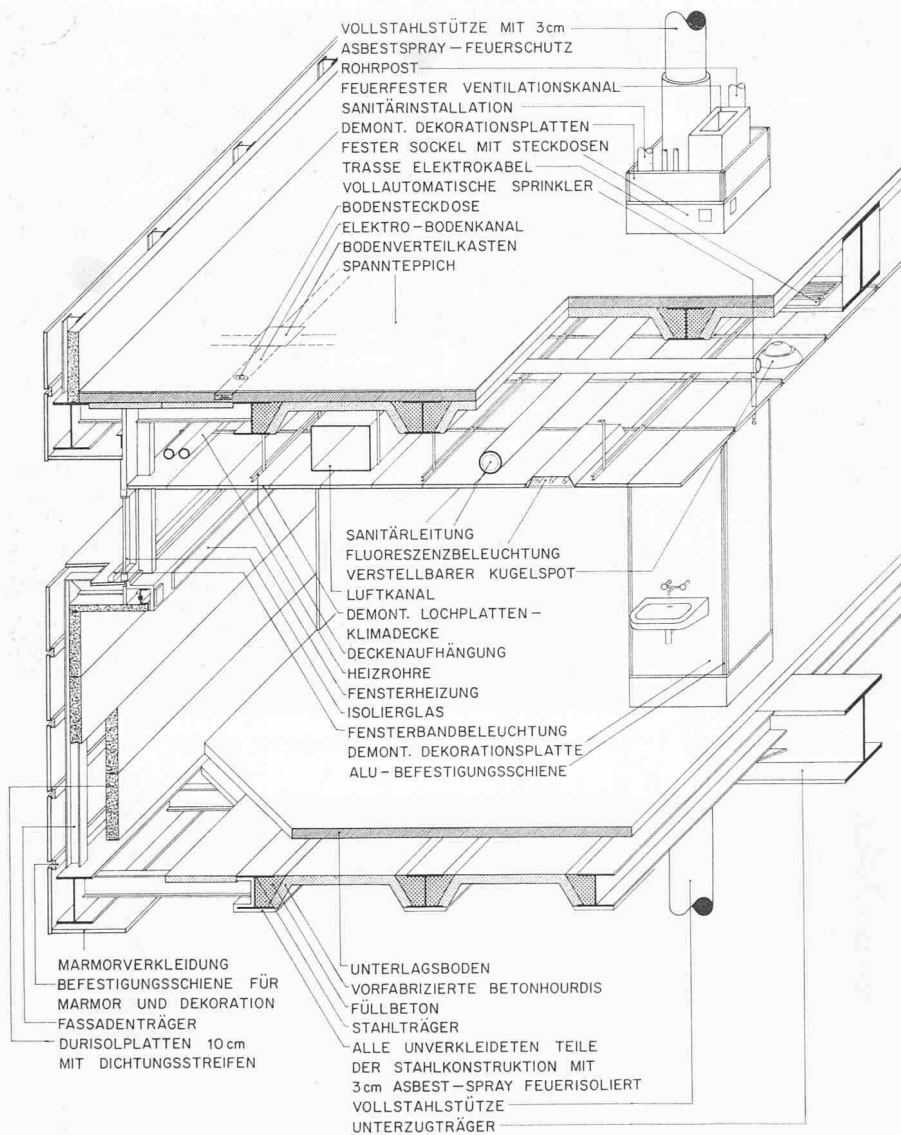 VOLLSTAHLSTÜTZE MIT 3cm
ASBESTSPRAY-FEUERSCHUTZ
ROHRPOST
FEUERFESTER VENTILATIONSKANAL
SANITÄRINSTALLATION
DEMONT. DEKORATIONSPLATTEN
FESTER SOCKEL MIT STECKDOSEN
TRASSE ELEKTROKABEL
VOLLAUTOMATISCHE SPRINKLER
BODENSTECKDOSE
ELEKTRO-BODENKANAL
BODENVERTEILKASTEN
SPANNTEPPICH
SANITÄRLEITUNG
FLUORESZENZBELEUCHTUNG
VERSTELLBARER KUGELSPOT
LUFTKANAL
DEMONT. LOCHPLATTEN-
KLIMADECKE
DECKENAUFHÄNGUNG
HEIZROHRE
FENSTERHEIZUNG
ISOLIERGLAS
FENSTERBANDBELEUCHTUNG
DEMONT. DEKORATIONSPLATTE
ALU-BEFESTIGUNGSSCHIENE
MARMORVERKLEIDUNG
BEFESTIGUNGSSCHIENE FÜR
MARMOR UND DEKORATION
FASSADENTRÄGER
DURISOLPLATTEN 10cm
MIT DICHTUNGSSTREIFEN
UNTERLAGSBODEN
VORFABRIZIERTE BETONHOURDIS
FÜLLBETON
STAHLTRÄGER
ALLE UNVERKLEIDETEN TEILE
DER STAHLKONSTRUKTION MIT
3cm ASBEST-SPRAY FEUERISOLIERT
VOLLSTAHLSTÜTZE
UNTERZUGTRÄGER